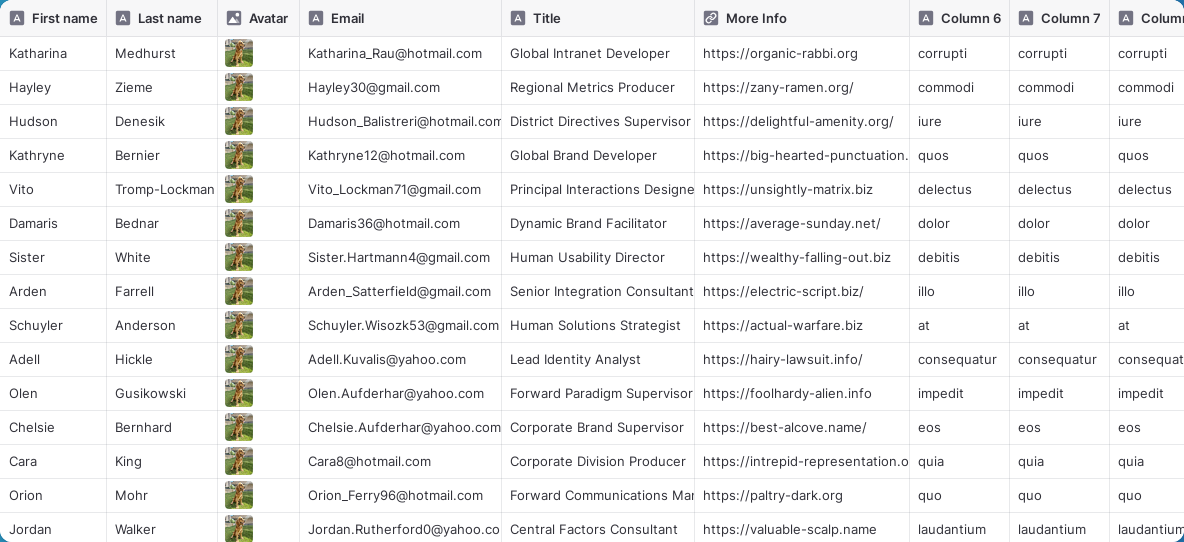 First name Last name Avatar Email Title More Info Column 6 Column 7 Colum
Katharina Medhurst Katharina_Rau@hotmail.com Global Intranet Developer https://organic-rabbi.org corrupti corrupti corrupti
Hayley Zieme Hayley30@gmail.com Regional Metrics Producer https://zany-ramen.org/ commodi commodi commodi
Hudson Denesik Hudson_Balistreri@hotmail.com District Directives Supervisor https://delightful-amenity.org/ iure iure iure
Kathryne Bernier Kathryne12@hotmail.com Global Brand Developer https://big-hearted-punctuation. quos quos quos
Vito Tromp-Lockman Vito_Lockman71@gmail.com Principal Interactions Designe https://unsightly-matrix.biz delectus delectus delectus
Damaris Bednar Damaris36@hotmail.com Dynamic Brand Facilitator https://average-sunday.net/ dolor dolor dolor
Sister White Sister.Hartmann4@gmail.com Human Usability Director https://wealthy-falling-out.biz debitis debitis debitis
Arden Farrell Arden_Satterfield@gmail.com Senior Integration Consultant https://electric-script.biz/ illo illo illo
Schuyler Anderson Schuyler.Wisozk53@gmail.com Human Solutions Strategist https://actual-warfare.biz at at at
Adell Hickle Adell.Kuvalis@yahoo.com Lead Identity Analyst https://hairy-lawsuit.info/ consequatur consequatur consequat
Olen Gusikowski Olen.Aufderhar@yahoo.com Forward Paradigm Supervisor https://foolhardy-alien.info impedit impedit impedit
Chelsie Bernhard Chelsie.Aufderhar@yahoo.com Corporate Brand Supervisor https://best-alcove.name/ eos eos eos
Cara King Cara8@hotmail.com Corporate Division Producer https://intrepid-representation.o quia quia quia
Orion Mohr Orion_Ferry96@hotmail.com Forward Communications Mar https://paltry-dark.org quo quo quo
Jordan Walker Jordan.Rutherford0@yahoo.co Central Factors Consultant https://valuable-scalp.name laudantium laudantium laudantium